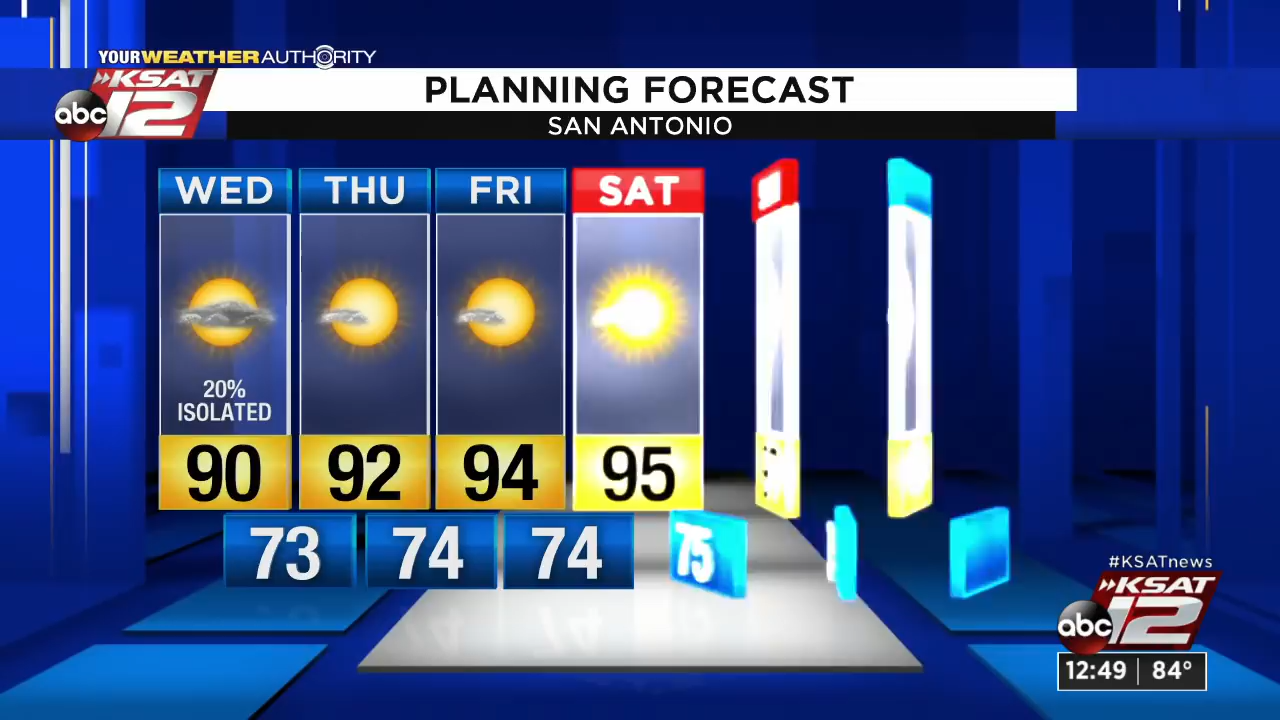 YOURWEATHERAUTHORITY
KSAT
abc 12
PLANNING FORECAST
SAN ANTONIO
WED THU FRI SAT
20%
ISOLATED
90 92 94 95
73 74 74 75
#KSATnews
KSAT
abc 12
12:49 84°